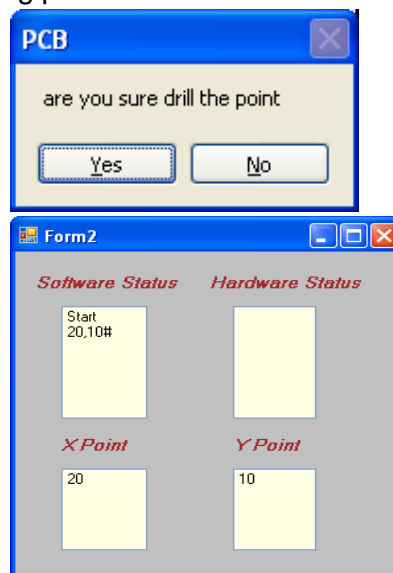 PCB
are you sure drill the point
Yes No
Form2
Software Status Hardware Status
Start
20,10#
X Point Y Point
20 10